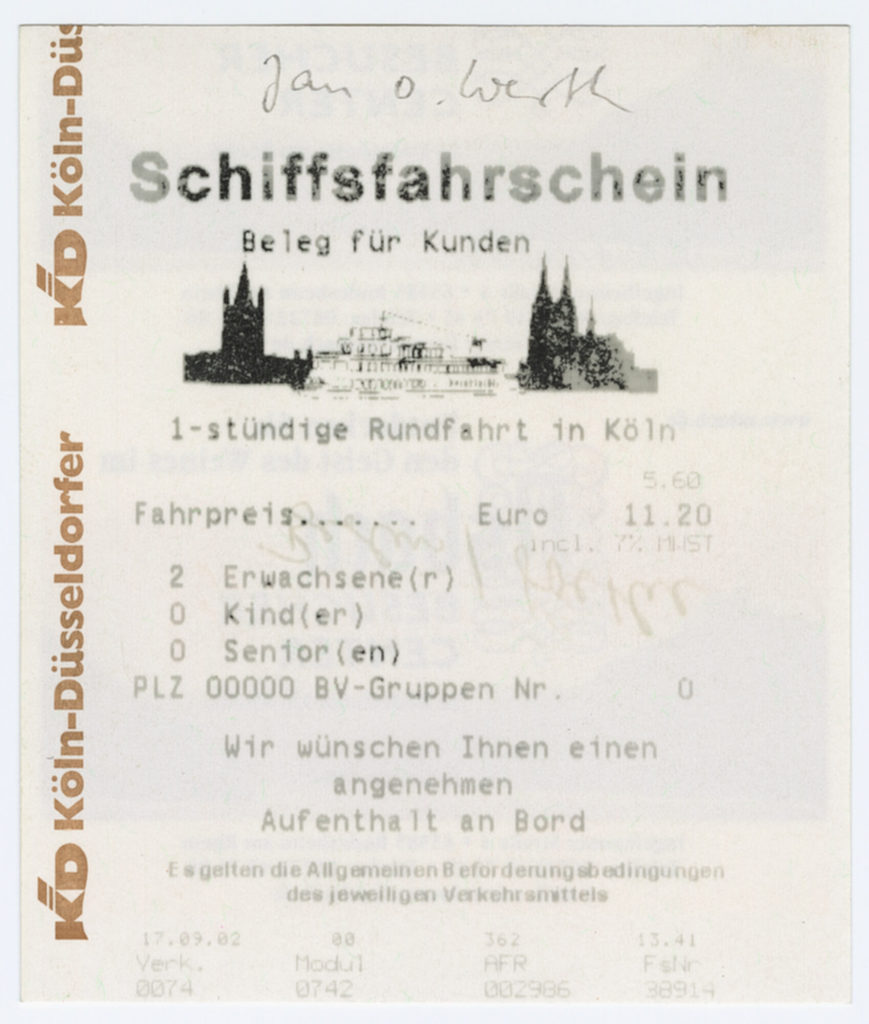 Jan v. Werth
Schiffsfahrschein
Beleg für Kunden
1-stündige Rundfahrt in Köln
5.60
Fahrpreis....... Euro 11.20
incl. 7% MWST
2 Erwachsene(r)
0 Kind(er)
0 Senior(en)
PLZ 00000 BV-Gruppen Nr. 0
Wir wünschen Ihnen einen
angenehmen
Aufenthalt an Bord
Es gelten die Allgemeinen Beförderungsbedingungen
des jeweiligen Verkehrsmittels
17.09.02 00 362 13.41
Verk. Modul AFR FsNr
0074 0742 002986 38914
KD Köln-Düsseldorfer
KD Köln-Düs